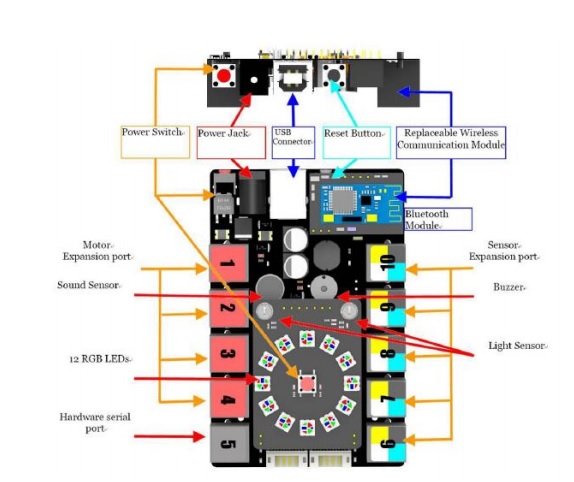 Power Switch
Power Jack
USB
Connector
Reset Button
Replaceable Wireless
Communication Module
Bluetooth
Module
Motor
Expansion port
Sensor
Expansion port
1
10
Sound Sensor
Buzzer
2
9
Light Sensor
12 RGB LEDs
3
8
4
7
Hardware serial
port
5
6